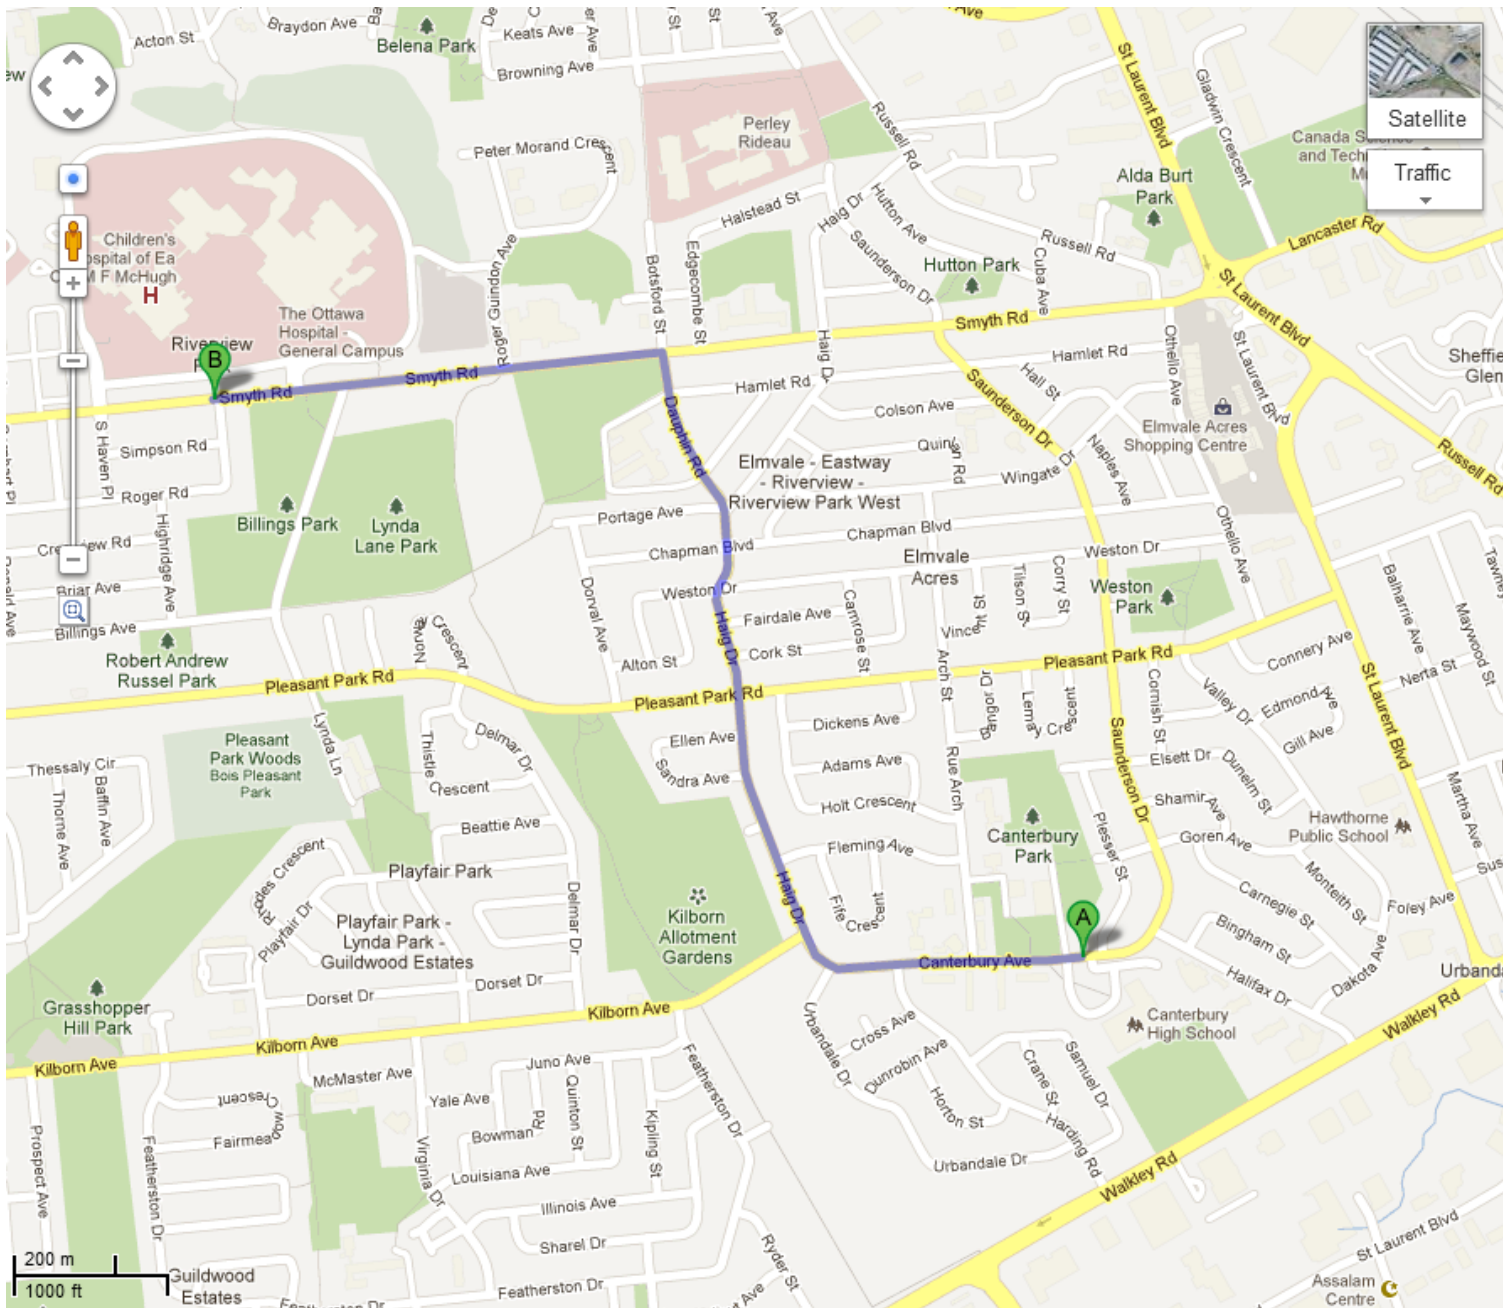 Acton St
Braydon Ave
Belena Park
Keats Ave
Browning Ave
St Laurent Blvd
Gladwin Crescent
Satellite
Traffic
Perley
Rideau
Russell Rd
Peter Morand Crescent
Canada Science
and Tech
Alda Burt
Park
Halstead St
Haig Dr
Hutton Ave
Saunderson Dr
Russell Rd
Lancaster Rd
Children's
M F McHugh
H
Roger Guindon Ave
Botsford St
Edgecombe St
Hutton Park
Cuba Ave
St Laurent Blvd
The Ottawa
Hospital -
General Campus
Riverview
B
Smyth Rd
Smyth Rd
Smyth Rd
Haig Dr
Hamlet Rd
Hamlet Rd
Othello Ave
St Laurent Blvd
Hall St
Saunderson Dr
Colson Ave
Dauphin Rd
Elmvale Acres
Shopping Centre
Russell Rd
S Haven Pl
Simpson Rd
Roger Rd
Highridge Ave
Billings Park
Lynda
Lane Park
Elmvale - Eastway
- Riverview -
Riverview Park West
Quinlan Rd
Wingate Dr
Naples Ave
Portage Ave
Chapman Blvd
Chapman Blvd
Othello Ave
Briar Ave
Billings Ave
Dorval Ave
Weston Dr
Weston Dr
Elmvale
Acres
Tilson St
Corry St
Weston
Park
Balharrie Ave
Maywood St
Fairdale Ave
Camrose St
Haig Dr
Cork St
Alton St
Arch St
Robert Andrew
Russel Park
Pleasant Park Rd
Pleasant Park Rd
Pleasant Park Rd
Connery Ave
Nerta St
St Laurent Blvd
Lynda Ln
Pleasant
Park Woods
Bois Pleasant
Park
Thistle Crescent
Delmar Dr
Ellen Ave
Sandra Ave
Dickens Ave
Adams Ave
Holt Crescent
Rue Arch
Bangor Dr
Saunderson Dr
Cornish St
Valley Dr
Edmond Ave
Gill Ave
Elsett Dr
Dunelm St
Shamir Ave
Goren Ave
Thessaly Cir
Thorne Ave
Baffin Ave
Beattie Ave
Playfair Park
Rhodes Crescent
Playfair Dr
Playfair Park -
Lynda Park -
Guildwood Estates
Delmar Dr
Kilborn
Allotment
Gardens
Haig Dr
Fleming Ave
Fife Crescent
Canterbury
Park
Plesser St
A
Canterbury Ave
Hawthorne
Public School
Martha Ave
Monteith St
Carnegie St
Bingham St
Foley Ave
Halifax Dr
Dakota Ave
Walkley Rd
Grasshopper
Hill Park
Dorset Dr
Dorset Dr
Kilborn Ave
Kilborn Ave
Kilborn Ave
Urbandale Dr
Cross Ave
Dunrobin Ave
Canterbury
High School
Crane St
Samuel Dr
Horton St
Harding Rd
Urbandale Dr
Walkley Rd
McMaster Ave
Juno Ave
Yale Ave
Quinton St
Kipling St
Featherston Dr
Bowman Rd
Virginia Dr
Louisiana Ave
Illinois Ave
Sharel Dr
Featherston Dr
Prospect Ave
Featherston Dr
Ryder St
St Laurent Blvd
Assalam
Centre
200 m
1000 ft
Guildwood
Estates